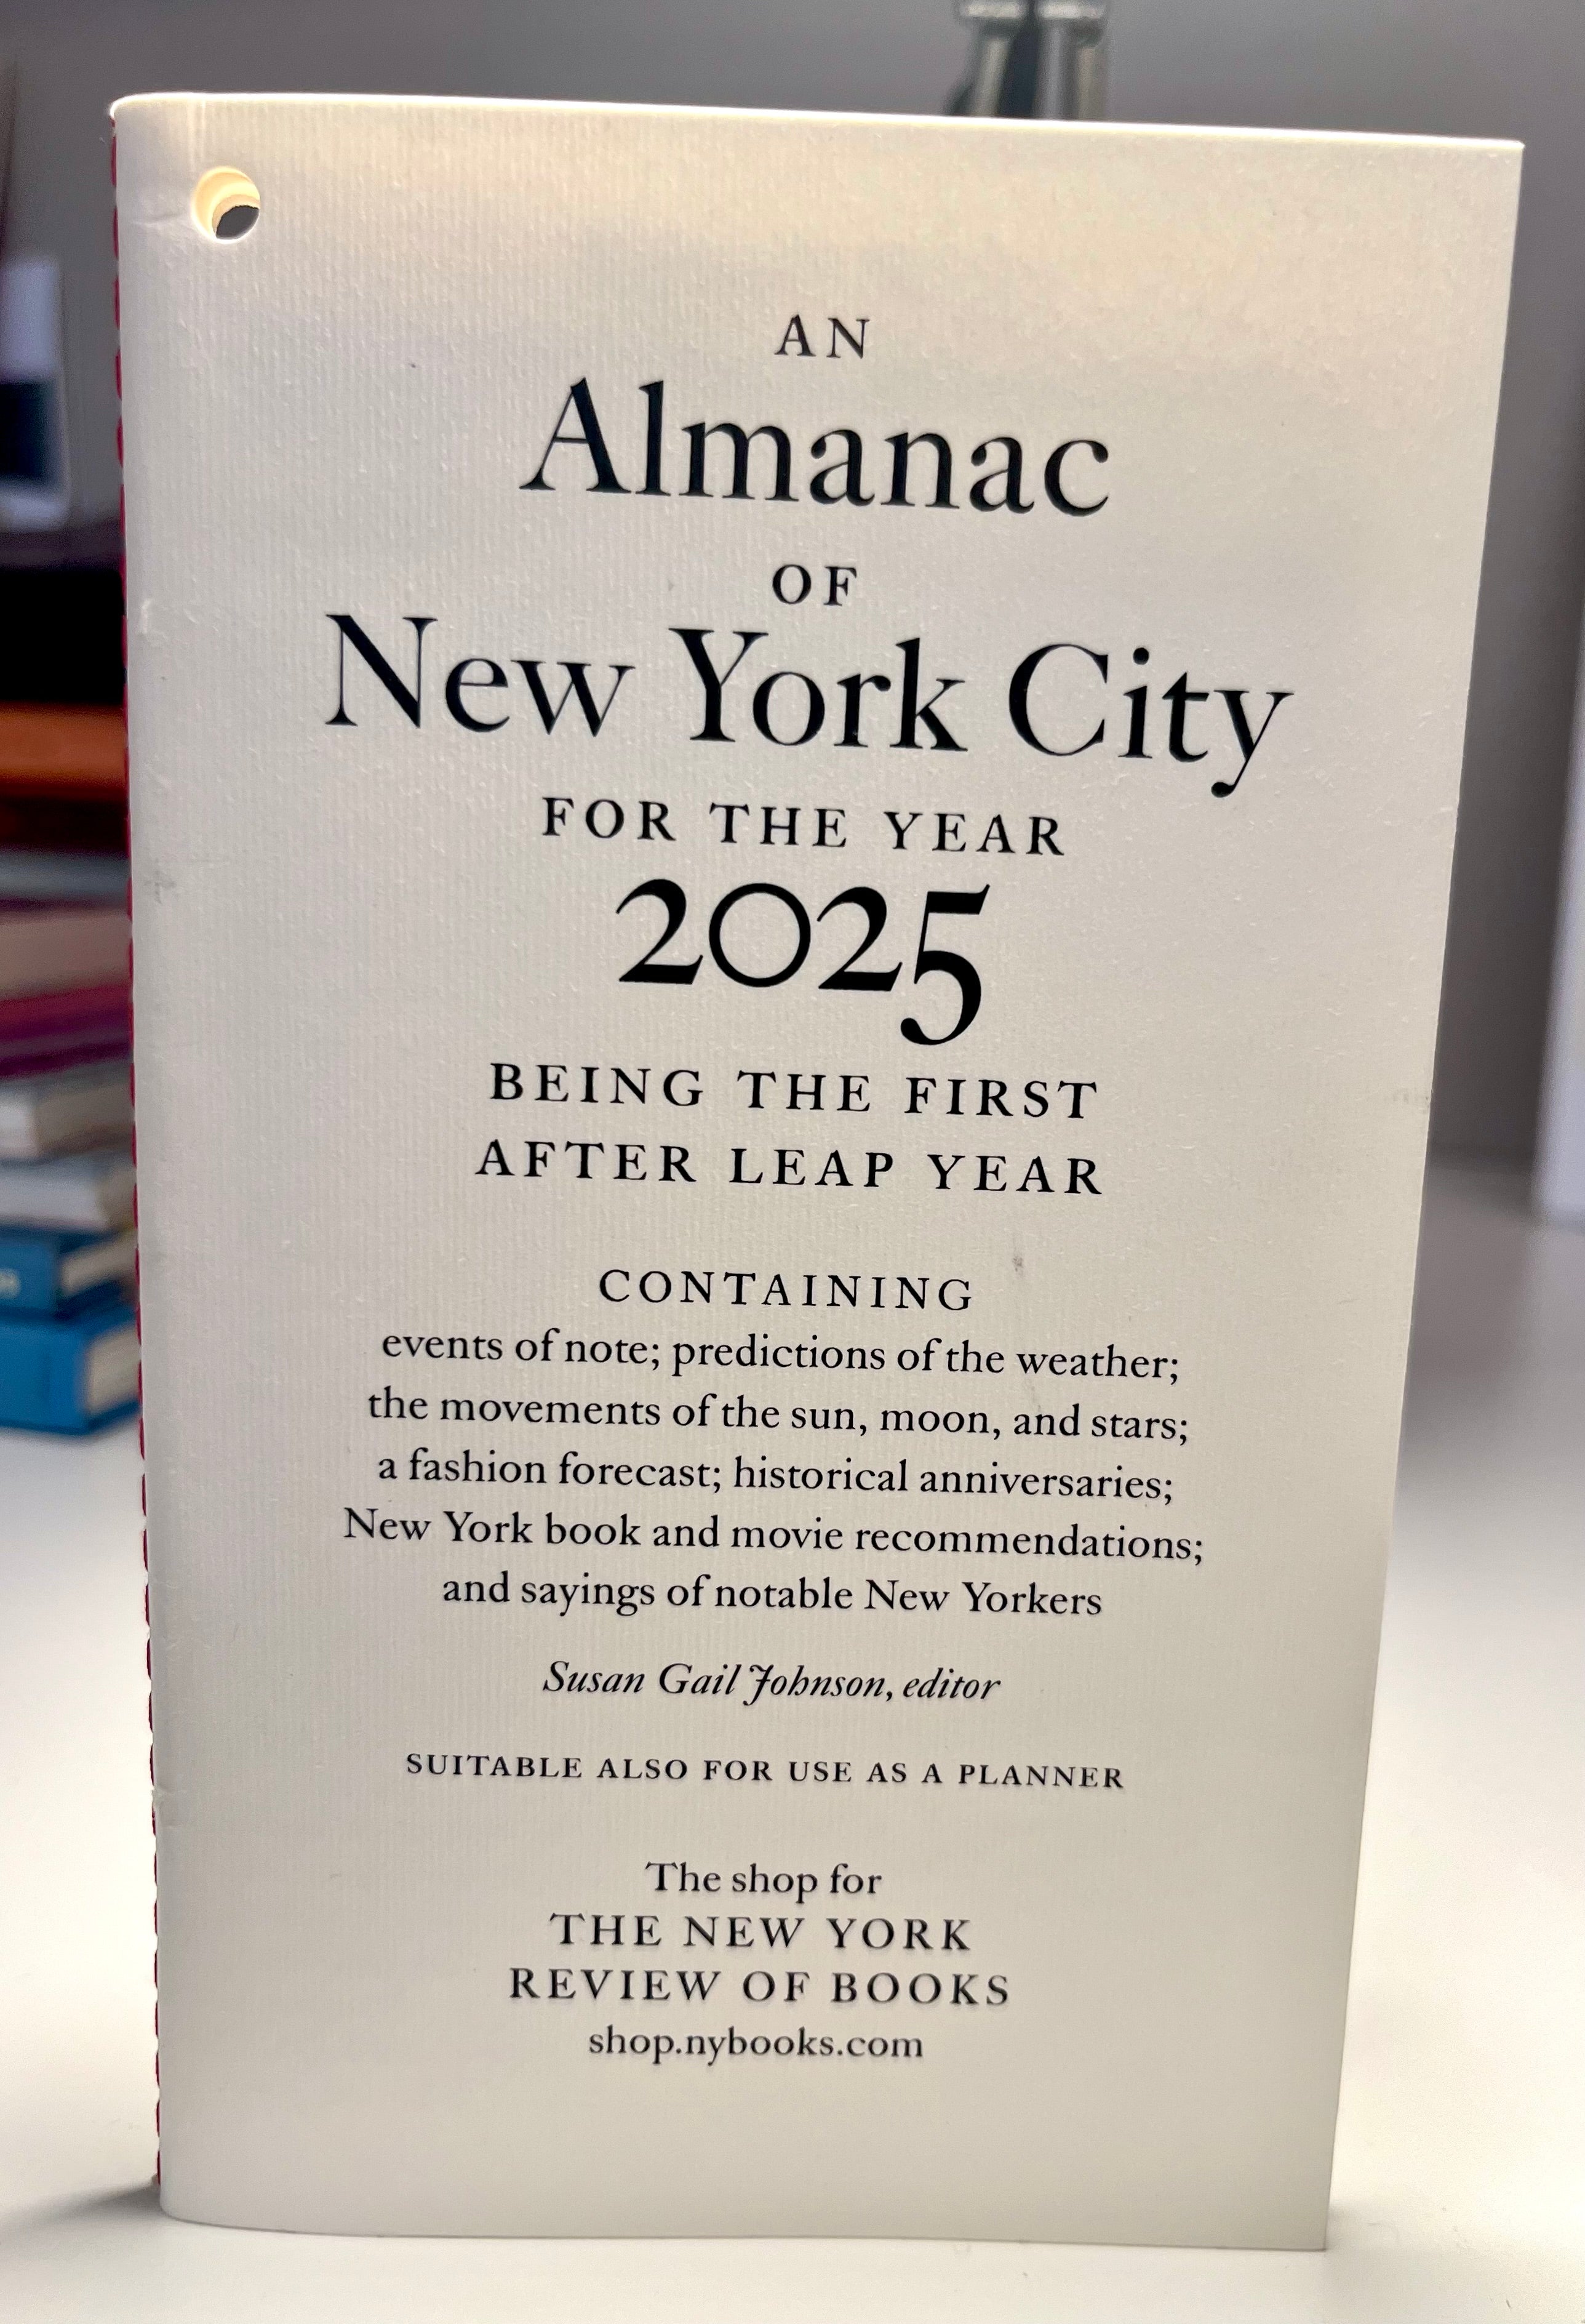 AN
Almanac
OF
New York City
FOR THE YEAR
2025
BEING THE FIRST
AFTER LEAP YEAR
CONTAINING
events of note; predictions of the weather;
the movements of the sun, moon, and stars;
a fashion forecast; historical anniversaries;
New York book and movie recommendations;
and sayings of notable New Yorkers
Susan Gail Johnson, editor
SUITABLE ALSO FOR USE AS A PLANNER
The shop for
THE NEW YORK
REVIEW OF BOOKS
shop.nybooks.com